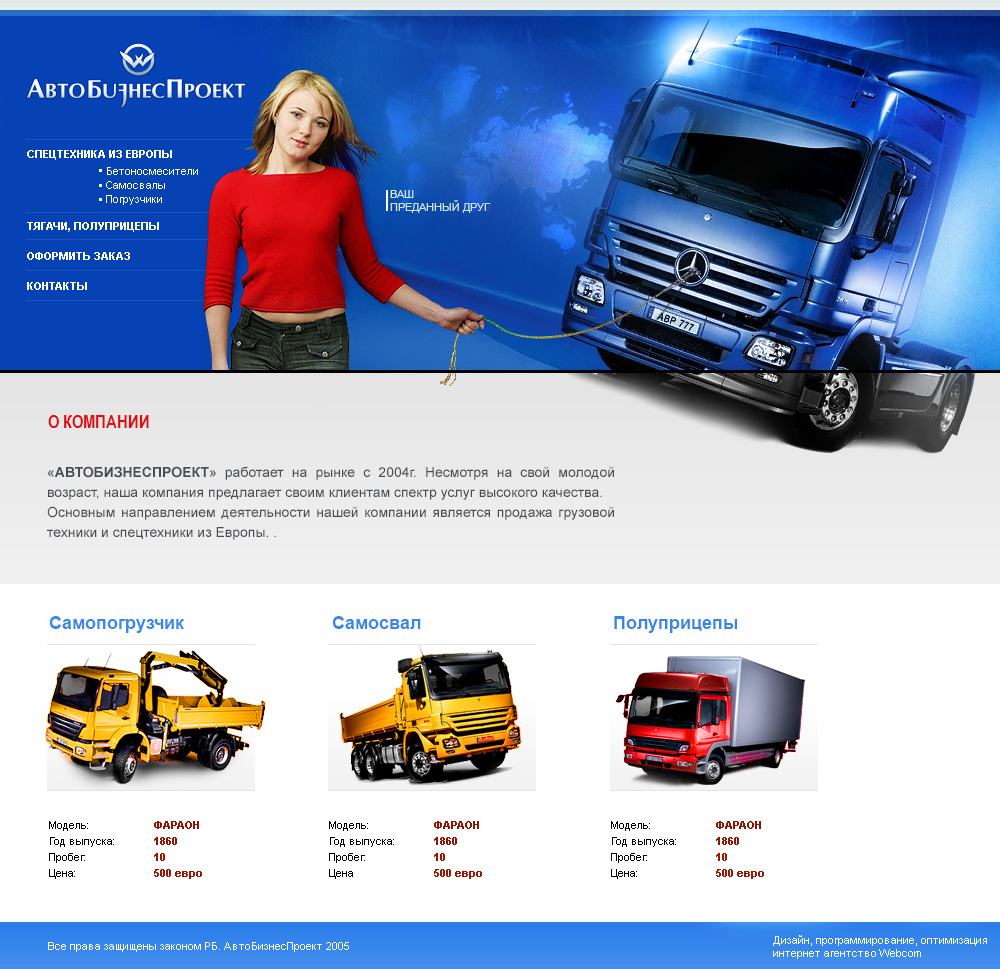 АвтоБизнесПроект
СПЕЦТЕХНИКА ИЗ ЕВРОПЫ
▪ Бетоносмесители
▪ Самосвалы
▪ Погрузчики
ТЯГАЧИ, ПОЛУПРИЦЕПЫ
ОФОРМИТЬ ЗАКАЗ
КОНТАКТЫ
ВАШ
ПРЕДАННЫЙ ДРУГ
ABP 777
О КОМПАНИИ
«АВТОБИЗНЕСПРОЕКТ» работает на рынке с 2004г. Несмотря на свой молодой
возраст, наша компания предлагает своим клиентам спектр услуг высокого качества.
Основным направлением деятельности нашей компании является продажа грузовой
техники и спецтехники из Европы. .
Самопогрузчик
Самосвал
Полуприцепы
Модель: ФАРАОН
Год выпуска: 1860
Пробег: 10
Цена: 500 евро
Модель: ФАРАОН
Год выпуска: 1860
Пробег: 10
Цена 500 евро
Модель: ФАРАОН
Год выпуска: 1860
Пробег: 10
Цена: 500 евро
Все права защищены законом РБ. АвтоБизнесПроект 2005
Дизайн, программирование, оптимизация
интернет агентство Webcom